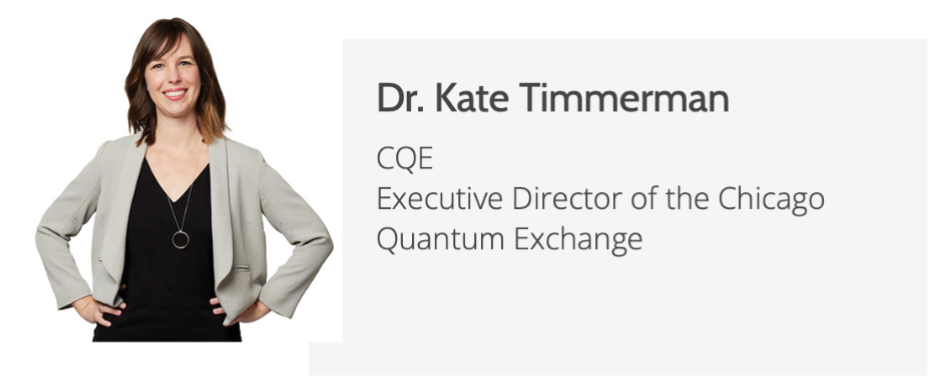 Dr. Kate Timmerman
CQE
Executive Director of the Chicago
Quantum Exchange